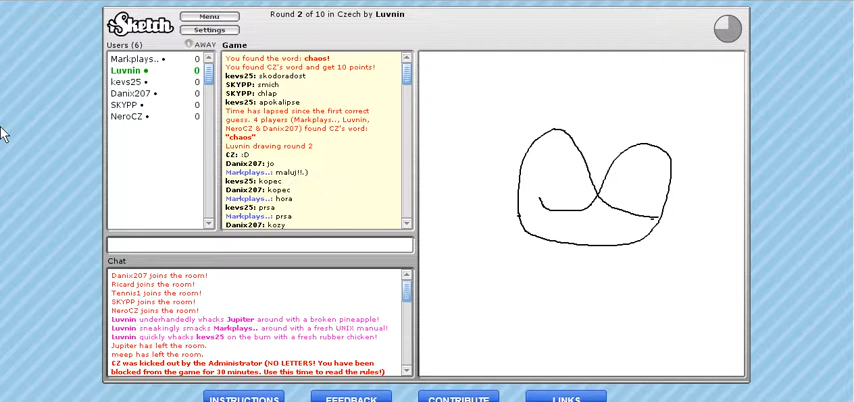 Round 2 of 10 in Czech by Luvnin
iSketch
Menu
Settings
Users (6)
AWAY
Game
Markplays.. • 0
Luvnin • 0
kevs25 • 0
Danix207 • 0
SKYPP • 0
NeroCZ • 0
You found the word: chaos!
You found CZ's word and get 10 points!
kevs25: skodoradost
SKYPP: smich
SKYPP: chlap
kevs25: apokalipse
Time has lapsed since the first correct
guess. 4 players (Markplays.., Luvnin,
NeroCZ & Danix207) found CZ's word:
"chaos"
Luvnin drawing round 2
CZ: :D
Danix207: jo
Markplays..: maluj!!.)
kevs25: kopec
Danix207: kopec
Markplays..: hora
kevs25: prsa
Markplays..: prsa
Danix207: kozy
Chat
Danix207 joins the room!
Ricard joins the room!
Tennis1 joins the room!
SKYPP joins the room!
NeroCZ joins the room!
Luvnin underhandedly whacks Jupiter around with a broken pineapple!
Luvnin sneakingly smacks Markplays.. around with a fresh UNIX manual!
Luvnin quickly whacks kevs25 on the bum with a fresh rubber chicken!
Jupiter has left the room.
meep has left the room.
CZ was kicked out by the Administrator (NO LETTERS! You have been
blocked from the game for 30 minutes. Use this time to read the rules!)
INSTRUCTIONS
FEEDBACK
CONTRIBUTE
LINKS